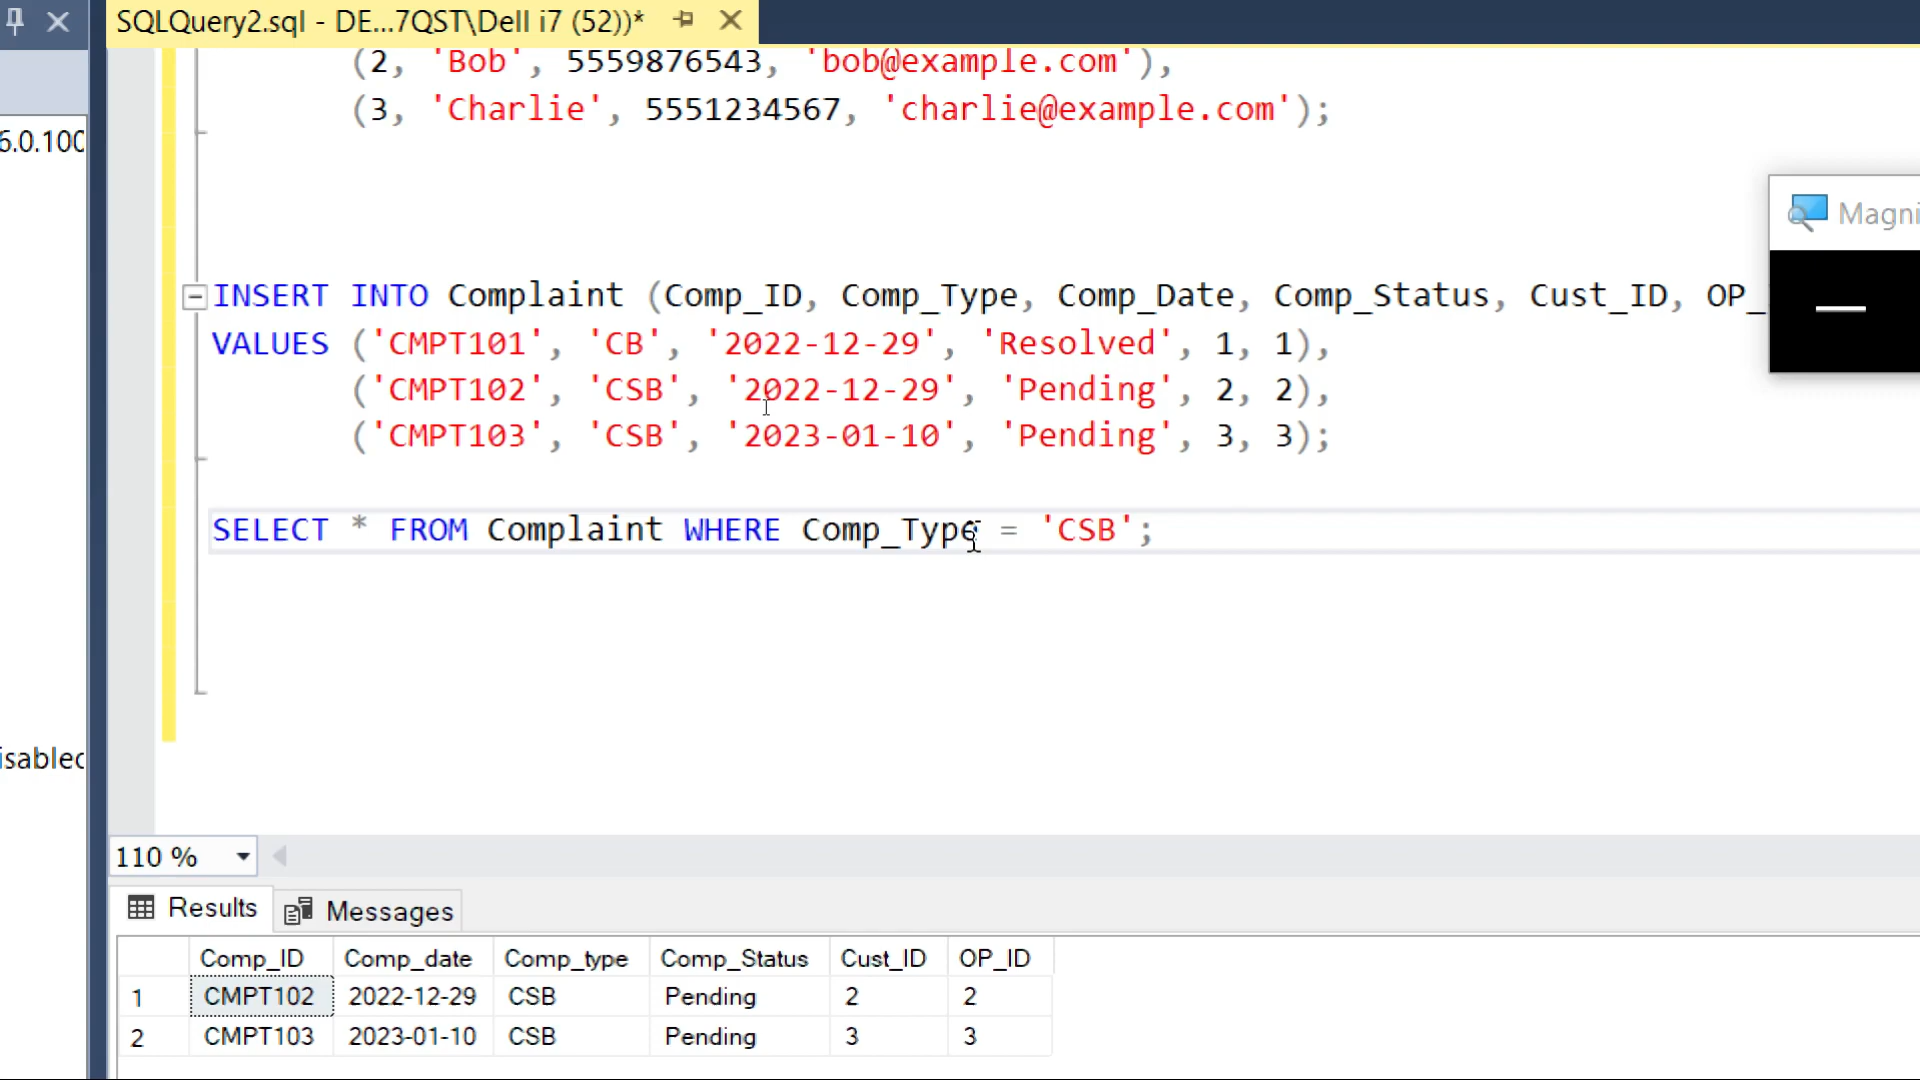 SQLQuery2.sql - DE...7QST\Dell i7 (52))*
(2, 'Bob', 5559876543, 'bob@example.com'),
(3, 'Charlie', 5551234567, 'charlie@example.com');
6.0.100
Magni
INSERT INTO Complaint (Comp_ID, Comp_Type, Comp_Date, Comp_Status, Cust_ID, OP_
VALUES ('CMPT101', 'CB', '2022-12-29', 'Resolved', 1, 1),
('CMPT102', 'CSB', '2022-12-29', 'Pending', 2, 2),
('CMPT103', 'CSB', '2023-01-10', 'Pending', 3, 3);
SELECT * FROM Complaint WHERE Comp_Type = 'CSB';
isabled
110 %
Results Messages
Comp_ID Comp_date Comp_type Comp_Status Cust_ID OP_ID
1 CMPT102 2022-12-29 CSB Pending 2 2
2 CMPT103 2023-01-10 CSB Pending 3 3